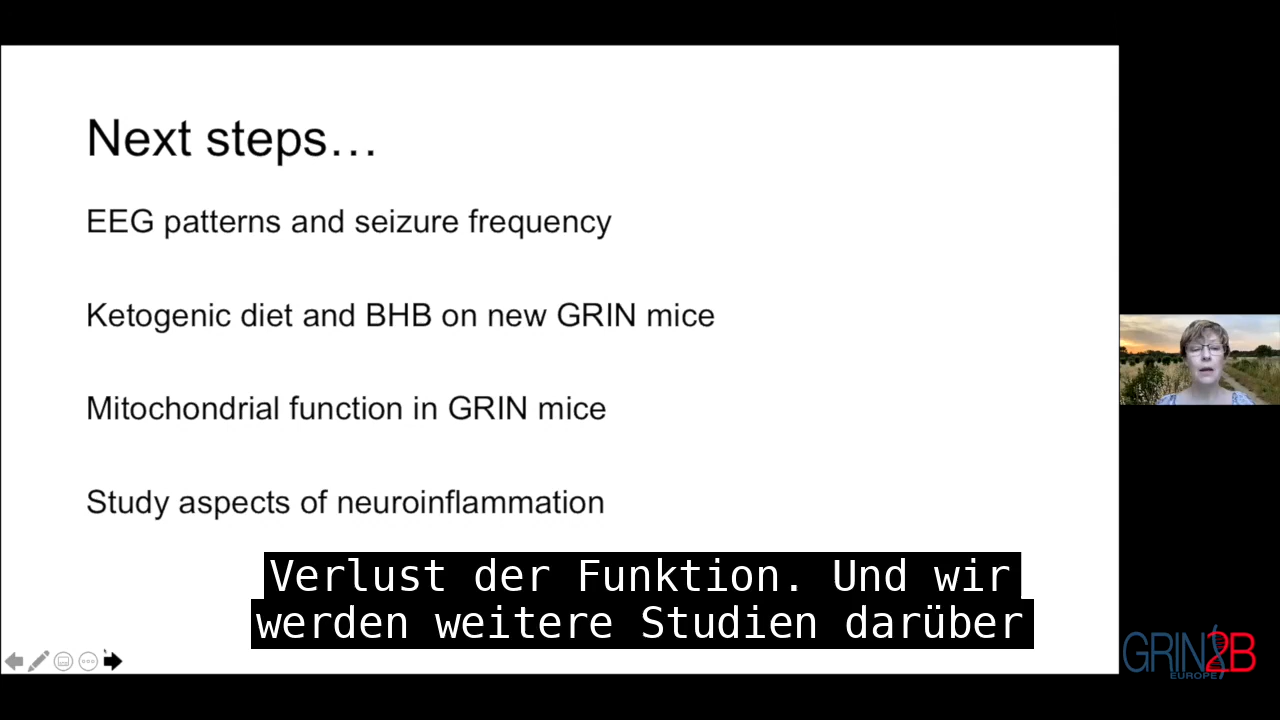 Next steps…
EEG patterns and seizure frequency
Ketogenic diet and BHB on new GRIN mice
Mitochondrial function in GRIN mice
Study aspects of neuroinflammation
Verlust der Funktion. Und wir
werden weitere Studien darüber
GRIN2B
EUROPE